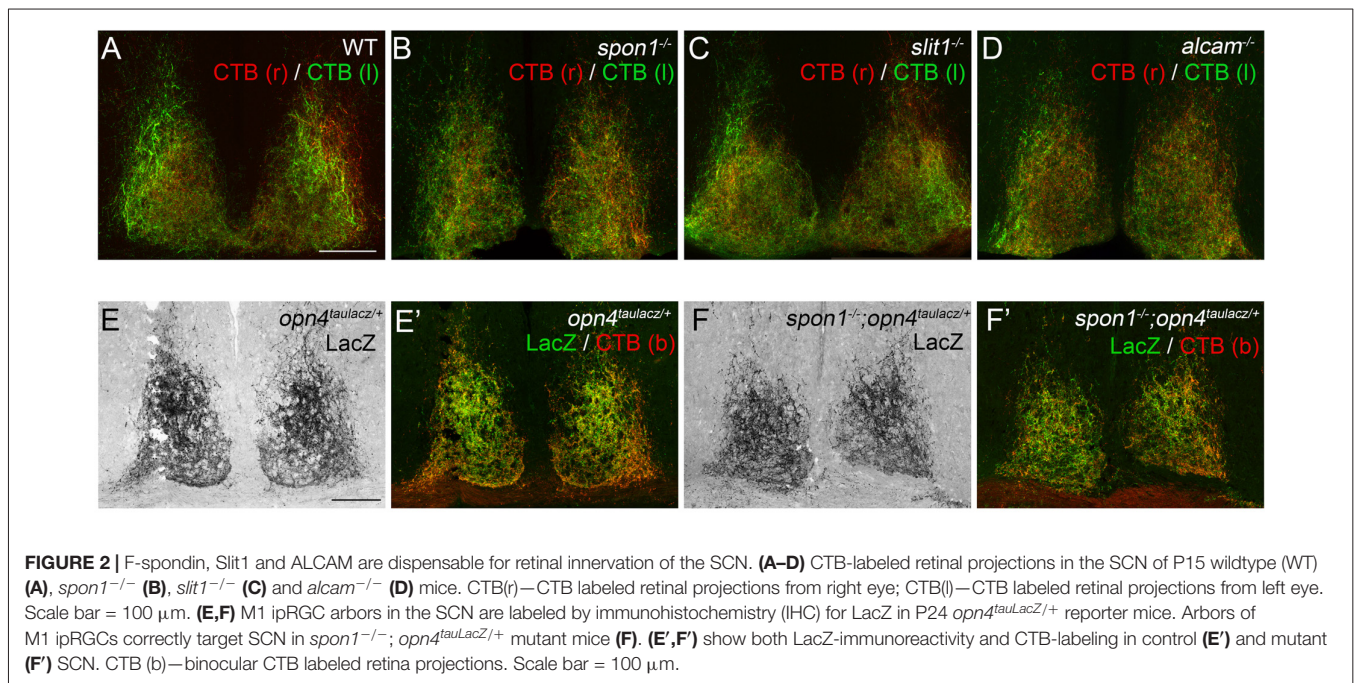 A WT
CTB (r) / CTB (l)
B spon1-/-
CTB (r) / CTB (l)
C slit1-/-
CTB (r) / CTB (l)
D alcam-/-
CTB (r) / CTB (l)
E opn4taulacz/+
LacZ
E' opn4taulacz/+
LacZ / CTB (b)
F spon1-/-;opn4taulacz/+
LacZ
F' spon1-/-;opn4taulacz/+
LacZ / CTB (b)
FIGURE 2 | F-spondin, Slit1 and ALCAM are dispensable for retinal innervation of the SCN. (A–D) CTB-labeled retinal projections in the SCN of P15 wildtype (WT)
(A), spon1−/− (B), slit1−/− (C) and alcam−/− (D) mice. CTB(r)—CTB labeled retinal projections from right eye; CTB(l)—CTB labeled retinal projections from left eye.
Scale bar = 100 μm. (E,F) M1 ipRGC arbors in the SCN are labeled by immunohistochemistry (IHC) for LacZ in P24 opn4tauLacZ/+ reporter mice. Arbors of
M1 ipRGCs correctly target SCN in spon1−/−; opn4tauLacZ/+ mutant mice (F). (E′,F′) show both LacZ-immunoreactivity and CTB-labeling in control (E′) and mutant
(F′) SCN. CTB (b)—binocular CTB labeled retina projections. Scale bar = 100 μm.